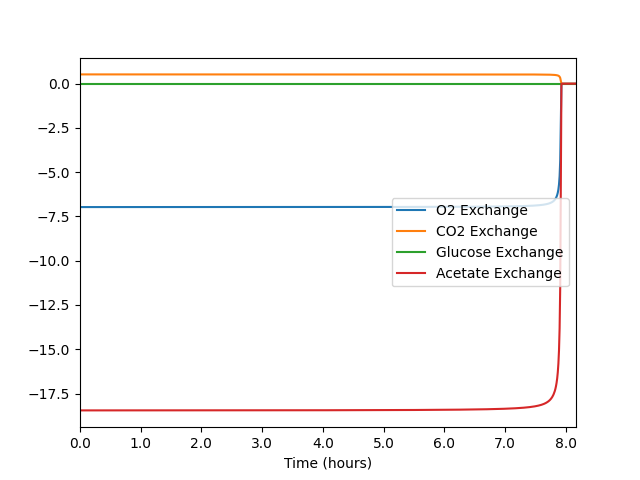 0.0
−2.5
−5.0
−7.5
−10.0
−12.5
−15.0
−17.5
O2 Exchange
CO2 Exchange
Glucose Exchange
Acetate Exchange
0.0 1.0 2.0 3.0 4.0 5.0 6.0 7.0 8.0
Time (hours)